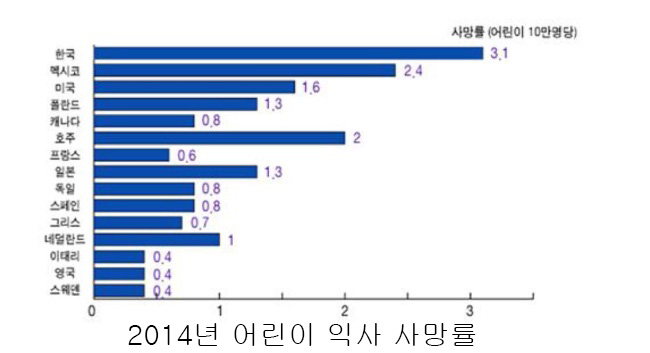 사망률 (어린이 10만명당)
한국 3.1
멕시코 2.4
미국 1.6
폴란드 1.3
캐나다 0.8
호주 2
프랑스 0.6
일본 1.3
독일 0.8
스페인 0.8
그리스 0.7
네덜란드 1
이태리 0.4
영국 0.4
스웨덴 0.4
0 1 2 3
2014년 어린이 익사 사망률